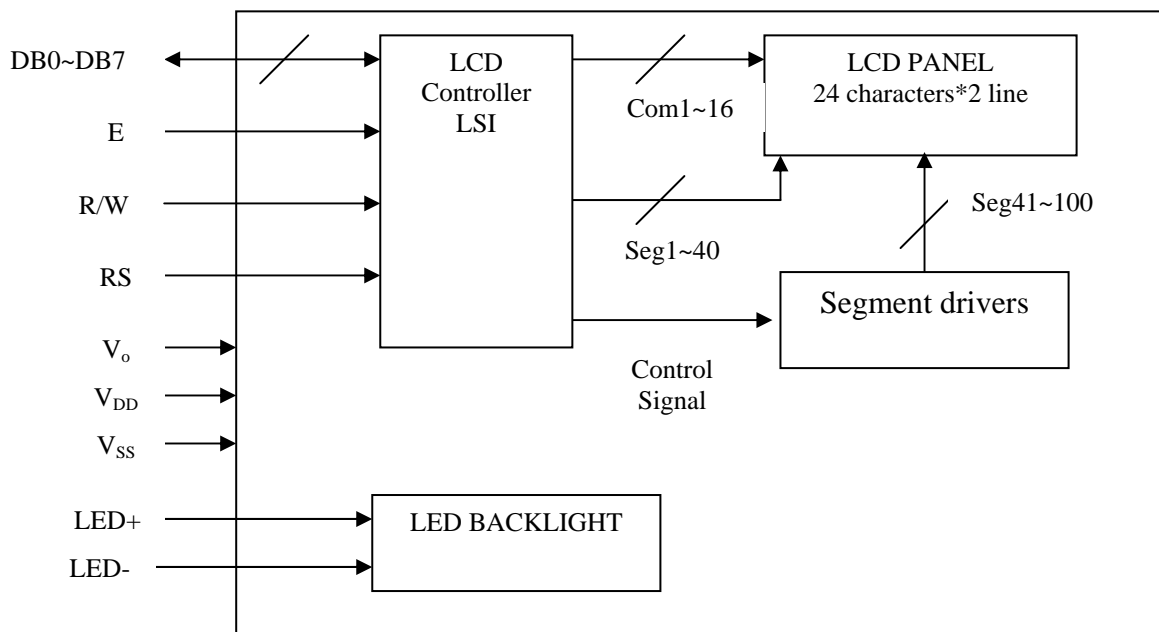 DB0~DB7
E
R/W
RS
Vo
VDD
VSS
LED+
LED-
LCD
Controller
LSI
Com1~16
Seg1~40
Control
Signal
LCD PANEL
24 characters*2 line
Seg41~100
Segment drivers
LED BACKLIGHT